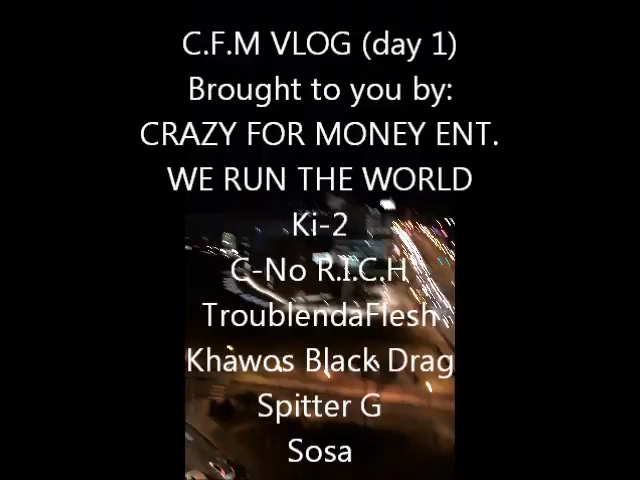 C.F.M VLOG (day 1)
Brought to you by:
CRAZY FOR MONEY ENT.
WE RUN THE WORLD
Ki-2
C-No R.I.C.H
TroublendaFlesh
Khawos Black Drag
Spitter G
Sosa